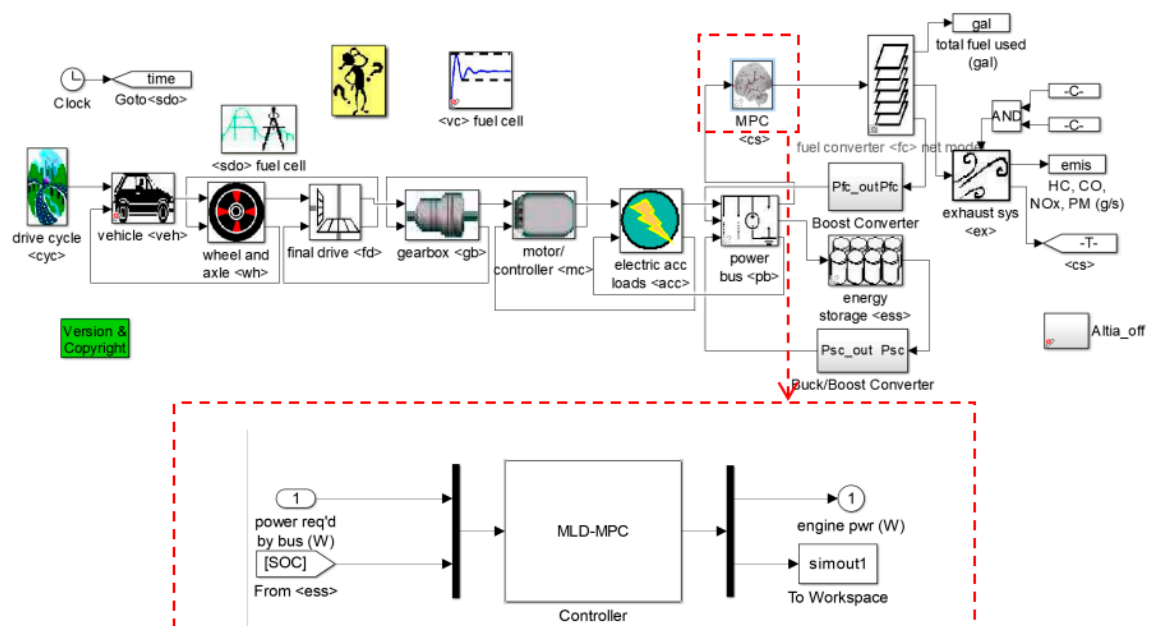 gal
total fuel used
(gal)
time
Clock
Goto<sdo>
<vc> fuel cell
MPC
<cs>
-C-
AND
-C-
<sdo> fuel cell
fuel converter <fc> net model
Pfc_out Pfc
Boost Converter
emis
HC, CO,
NOx, PM (g/s)
exhaust sys
<ex>
drive cycle
<cyc>
vehicle <veh>
wheel and
axle <wh>
final drive <fd>
gearbox <gb>
motor/
controller <mc>
electric acc
loads <acc>
power
bus <pb>
-T-
<cs>
energy
storage <ess>
Version &
Copyright
Psc_out Psc
Buck/Boost Converter
Altia_off
1
power req'd
by bus (W)
[SOC]
From <ess>
MLD-MPC
Controller
1
engine pwr (W)
simout1
To Workspace